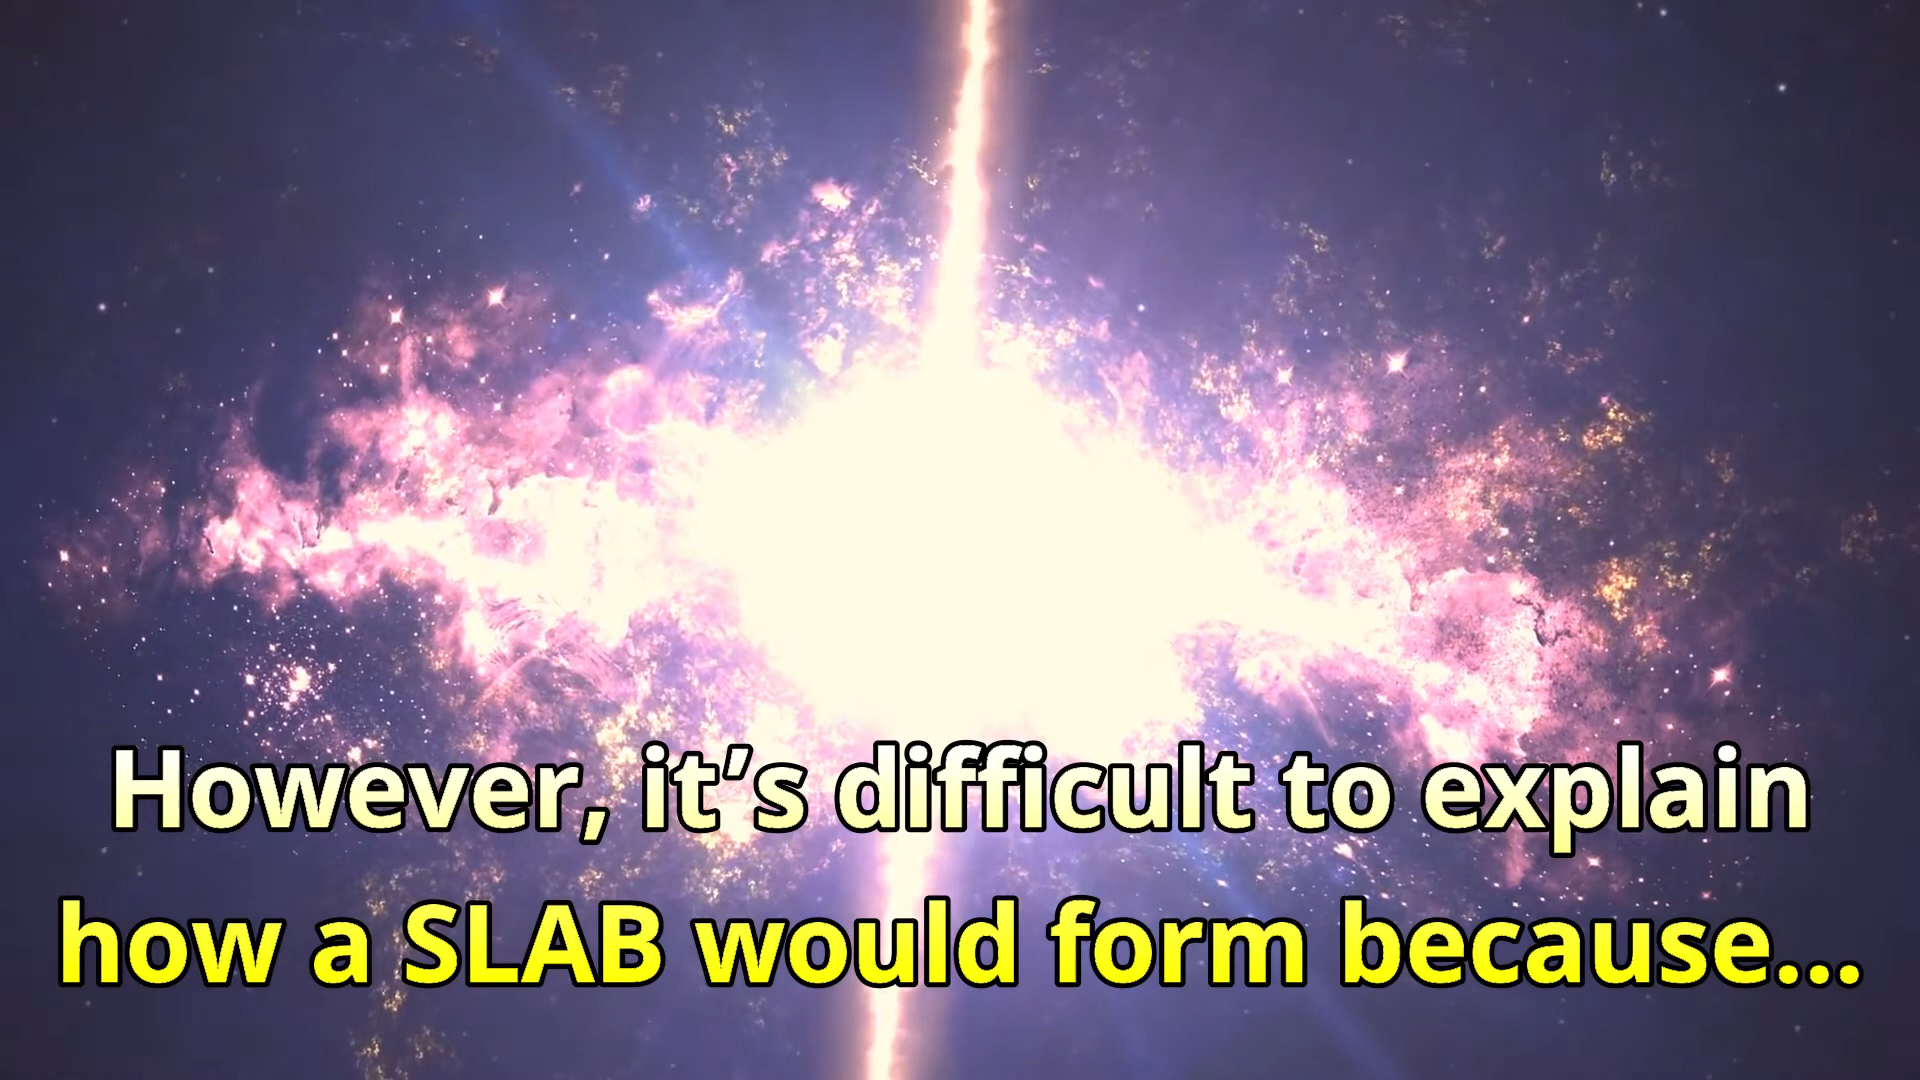 However, it’s difficult to explain
how a SLAB would form because...